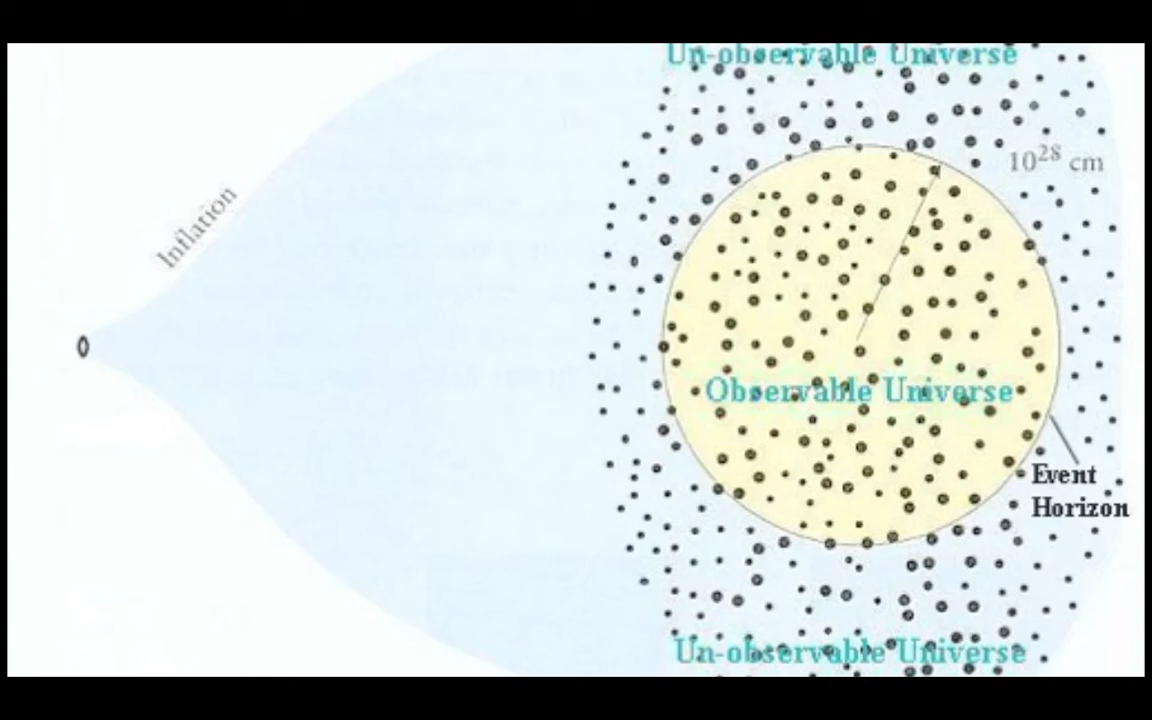 Un-observable Universe
10²⁸ cm
Inflation
Observable Universe
Event
Horizon
Un-observable Universe